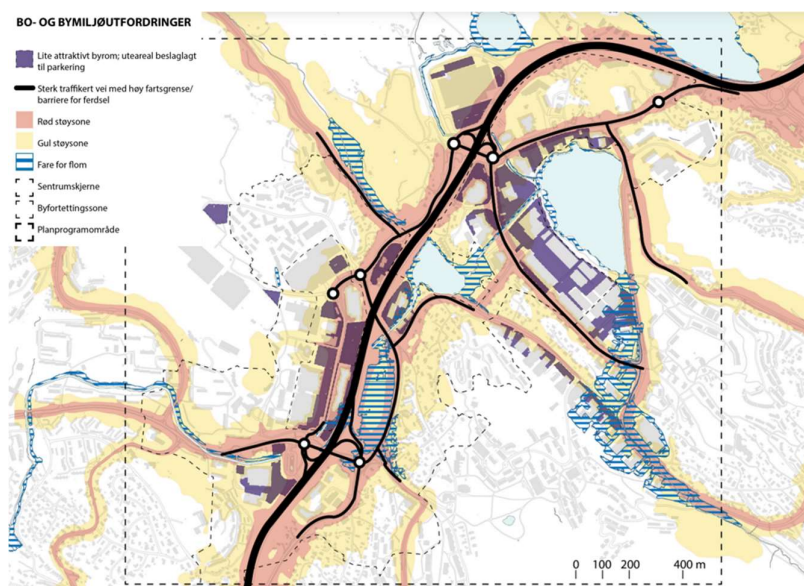 BO- OG BYMILJØUTFORDRINGER
Lite attraktivt byrom; uteareal beslaglagt
til parkering
Sterk traffikert vei med høy fartsgrense/
barriere for ferdsel
Rød støysone
Gul støysone
Fare for flom
Sentrumskjerne
Byfortettingssone
Planprogramområde
0 100 200 400 m